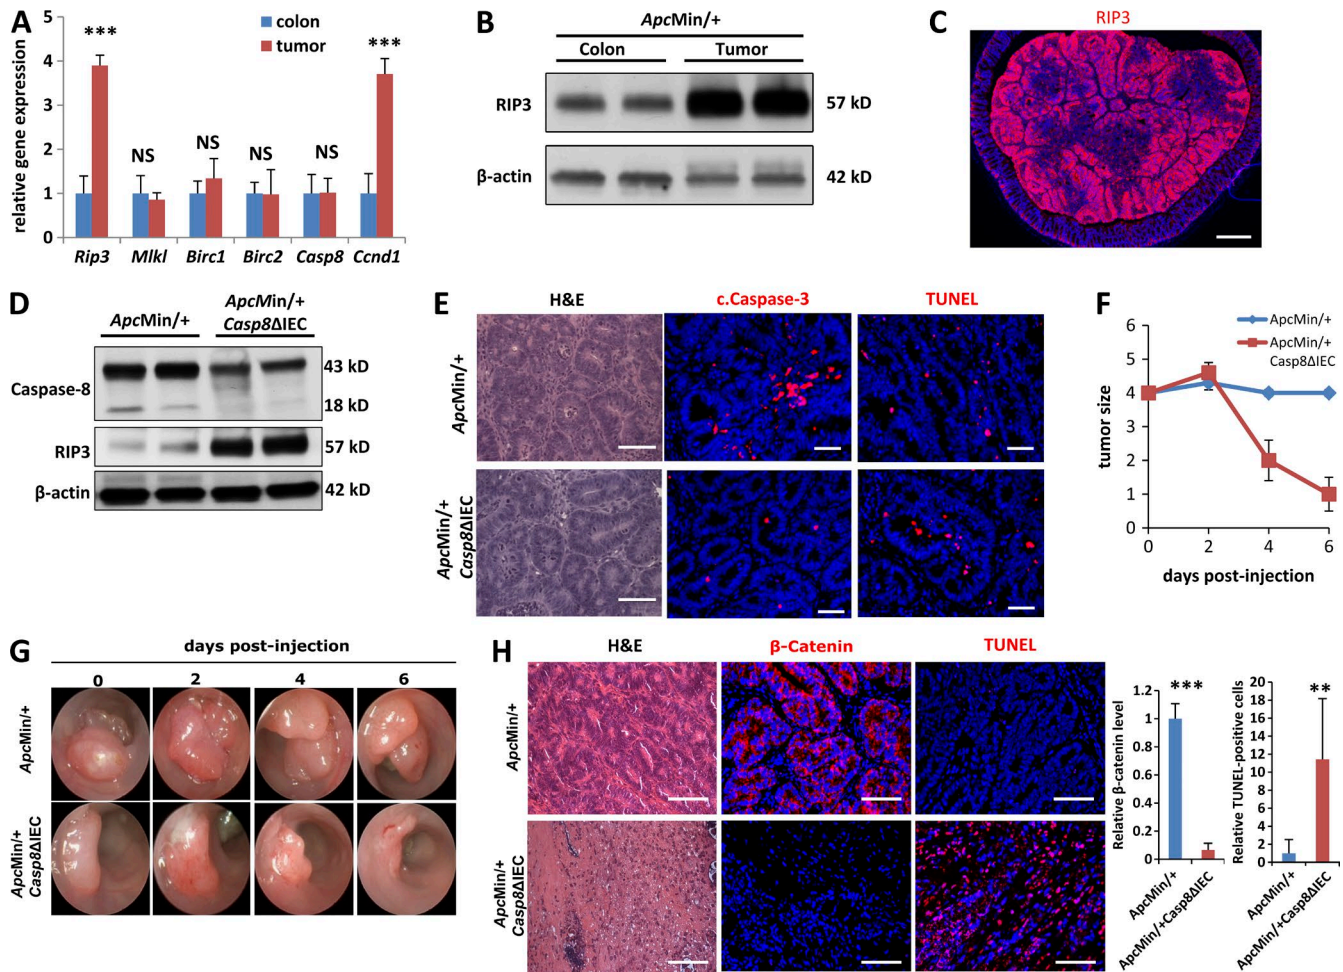 A
relative gene expression
5
4
3
2
1
0
colon
tumor
***
NS
NS
NS
NS
***
Rip3 Mlkl Birc1 Birc2 Casp8 Ccnd1
B
ApcMin/+
Colon Tumor
RIP3 57 kD
β-actin 42 kD
C
RIP3
D
ApcMin/+
ApcMin/+
Casp8ΔIEC
Caspase-8
43 kD
18 kD
RIP3 57 kD
β-actin 42 kD
E
H&E c.Caspase-3 TUNEL
ApcMin/+
ApcMin/+
Casp8ΔIEC
F
ApcMin/+
ApcMin/+
Casp8ΔIEC
tumor size
6
5
4
3
2
1
0
0 2 4 6
days post-injection
G
days post-injection
0 2 4 6
ApcMin/+
ApcMin/+
Casp8ΔIEC
H
H&E β-Catenin TUNEL
ApcMin/+
ApcMin/+
Casp8ΔIEC
Relative β-catenin level
1.2
1
0.8
0.6
0.4
0.2
0
***
ApcMin/+
ApcMin/+Casp8ΔIEC
Relative TUNEL-positive cells
20
18
16
14
12
10
8
6
4
2
0
**
ApcMin/+
ApcMin/+Casp8ΔIEC